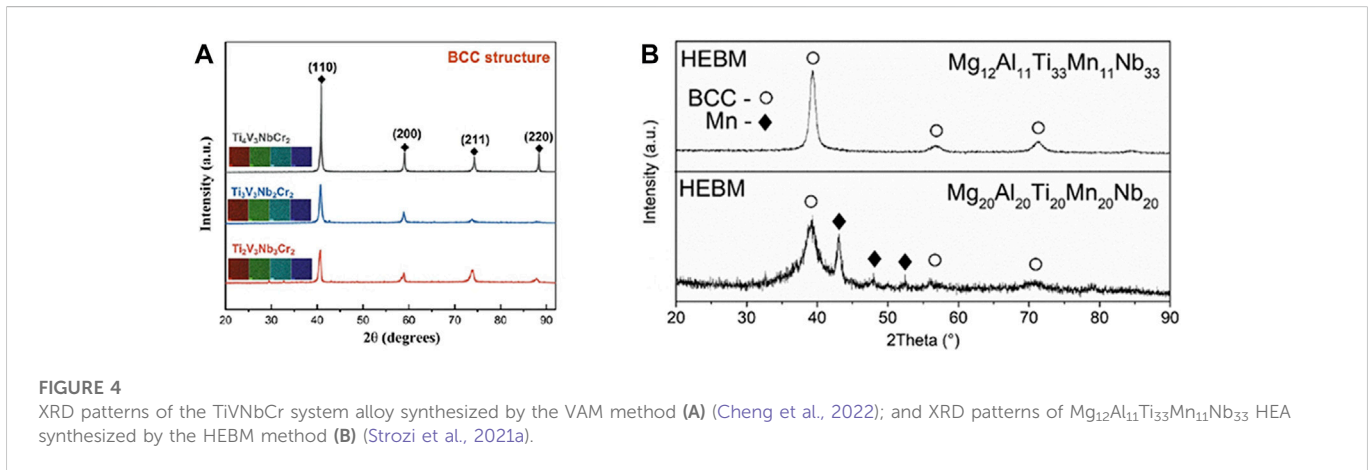 A
BCC structure
(110)
(200)
(211)
(220)
Ti₄V₃NbCr₂
Ti₃V₃Nb₂Cr₂
Ti₂V₃Nb₃Cr₂
Intensity (a.u.)
20 30 40 50 60 70 80 90
2θ (degrees)
B
HEBM
Mg₁₂Al₁₁Ti₃₃Mn₁₁Nb₃₃
BCC - ○
Mn - ◆
HEBM
Mg₂₀Al₂₀Ti₂₀Mn₂₀Nb₂₀
Intensity (a.u.)
20 30 40 50 60 70 80 90
2Theta (°)
FIGURE 4
XRD patterns of the TiVNbCr system alloy synthesized by the VAM method (A) (Cheng et al., 2022); and XRD patterns of Mg₁₂Al₁₁Ti₃₃Mn₁₁Nb₃₃ HEA
synthesized by the HEBM method (B) (Strozi et al., 2021a).